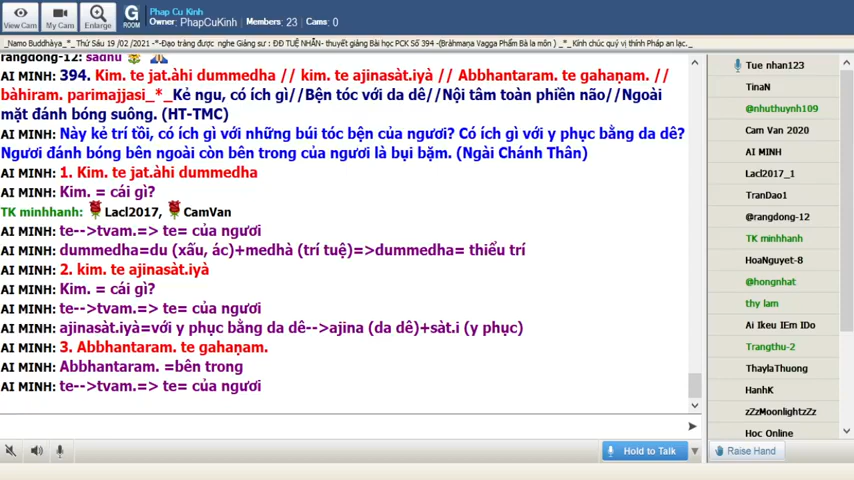 Phap Cu Kinh
Owner: PhapCuKinh Members: 23 Cams: 0
View Cam My Cam Enlarge G ROOM
_Namo Buddhàya_*_ Thứ Sáu 19 /02 /2021 -*-Đạo tràng được nghe Giảng sư : ĐĐ TUỆ NHÂN- thuyết giảng Bài học PCK Số 394 -(Bràhmaṇa Vagga Phẩm Bà la môn ) _*_ Kính chúc quý vị thính Pháp an lạc,_
rangdong-12: sadhu
AI MINH: 394. Kim. te jat.àhi dummedha // kim. te ajinasàt.iyà // Abbhantaram. te gahaṇam. //
bàhiram. parimajjasi_*_Kẻ ngu, có ích gì//Bện tóc với da dê//Nội tâm toàn phiền não//Ngoài
mặt đánh bóng suông. (HT-TMC)
AI MINH: Này kẻ trí tồi, có ích gì với những búi tóc bện của ngươi? Có ích gì với y phục bằng da dê?
Ngươi đánh bóng bên ngoài còn bên trong của ngươi là bụi bặm. (Ngài Chánh Thân)
AI MINH: 1. Kim. te jat.àhi dummedha
AI MINH: Kim. = cái gì?
TK minhhanh: Lacl2017, CamVan
AI MINH: te-->tvam.=> te= của ngươi
AI MINH: dummedha=du (xấu, ác)+medhà (trí tuệ)=>dummedha= thiểu trí
AI MINH: 2. kim. te ajinasàt.iyà
AI MINH: Kim. = cái gì?
AI MINH: te-->tvam.=> te= của ngươi
AI MINH: ajinasàt.iyà=với y phục bằng da dê-->ajina (da dê)+sàt.i (y phục)
AI MINH: 3. Abbhantaram. te gahaṇam.
AI MINH: Abbhantaram. =bên trong
AI MINH: te-->tvam.=> te= của ngươi
Hold to Talk
Tue nhan123
TinaN
@nhuthuynh109
Cam Van 2020
AI MINH
Lacl2017_1
TranDao1
@rangdong-12
TK minhhanh
HoaNguyet-8
@hongnhat
thy lam
Ai Ikeu IEm IDo
Trangthu-2
ThaylaThuong
HanhK
zZzMoonlightzZz
Hoc Online
Raise Hand